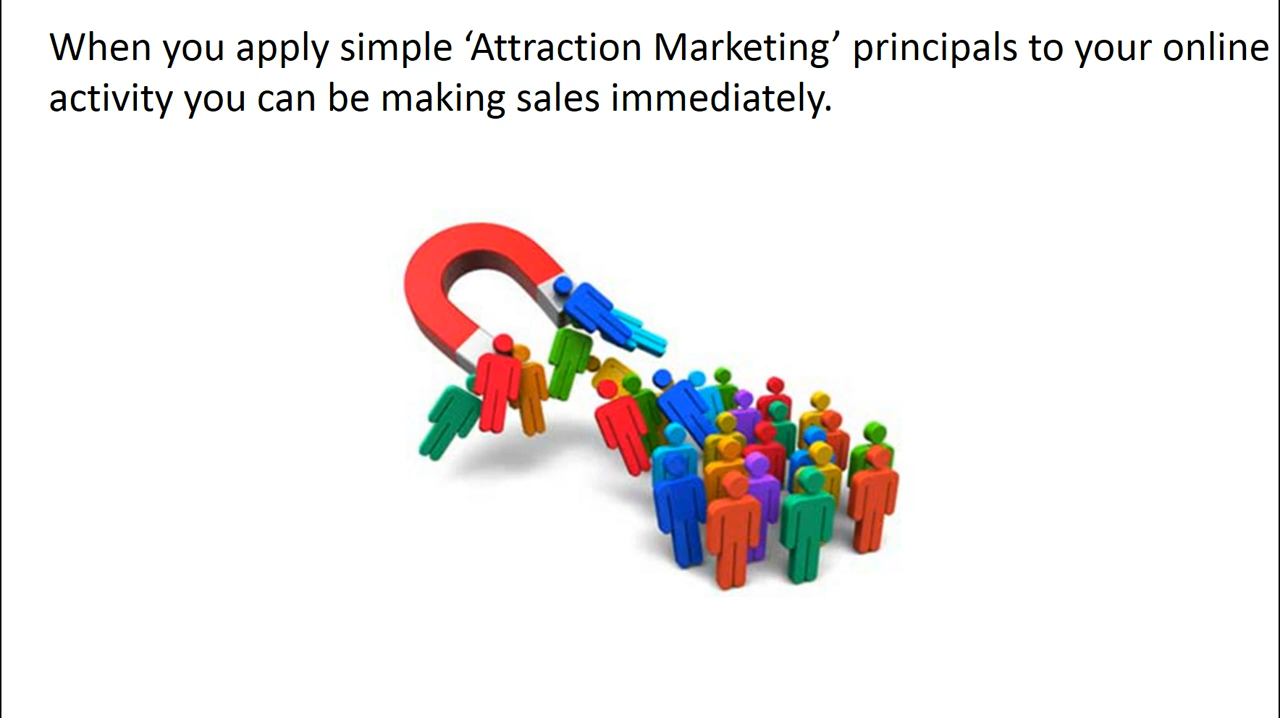 When you apply simple ‘Attraction Marketing’ principals to your online
activity you can be making sales immediately.